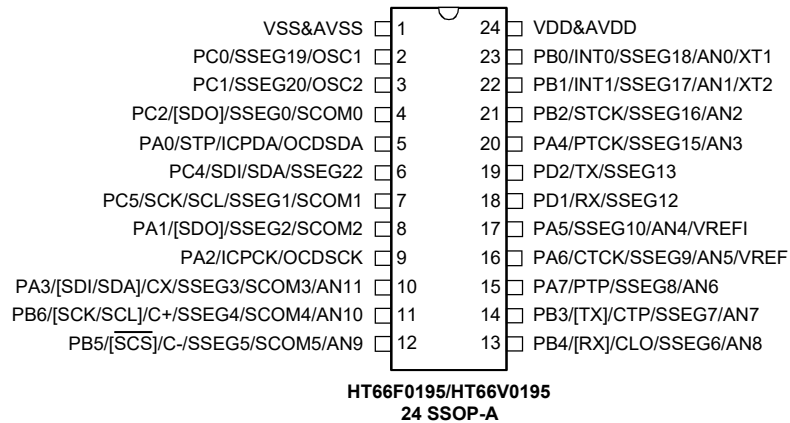 VSS&AVSS 1 24 VDD&AVDD
PC0/SSEG19/OSC1 2 23 PB0/INT0/SSEG18/AN0/XT1
PC1/SSEG20/OSC2 3 22 PB1/INT1/SSEG17/AN1/XT2
PC2/[SDO]/SSEG0/SCOM0 4 21 PB2/STCK/SSEG16/AN2
PA0/STP/ICPDA/OCDSDA 5 20 PA4/PTCK/SSEG15/AN3
PC4/SDI/SDA/SSEG22 6 19 PD2/TX/SSEG13
PC5/SCK/SCL/SSEG1/SCOM1 7 18 PD1/RX/SSEG12
PA1/[SDO]/SSEG2/SCOM2 8 17 PA5/SSEG10/AN4/VREFI
PA2/ICPCK/OCDSCK 9 16 PA6/CTCK/SSEG9/AN5/VREF
PA3/[SDI/SDA]/CX/SSEG3/SCOM3/AN11 10 15 PA7/PTP/SSEG8/AN6
PB6/[SCK/SCL]/C+/SSEG4/SCOM4/AN10 11 14 PB3/[TX]/CTP/SSEG7/AN7
PB5/[SCS]/C-/SSEG5/SCOM5/AN9 12 13 PB4/[RX]/CLO/SSEG6/AN8
HT66F0195/HT66V0195
24 SSOP-A